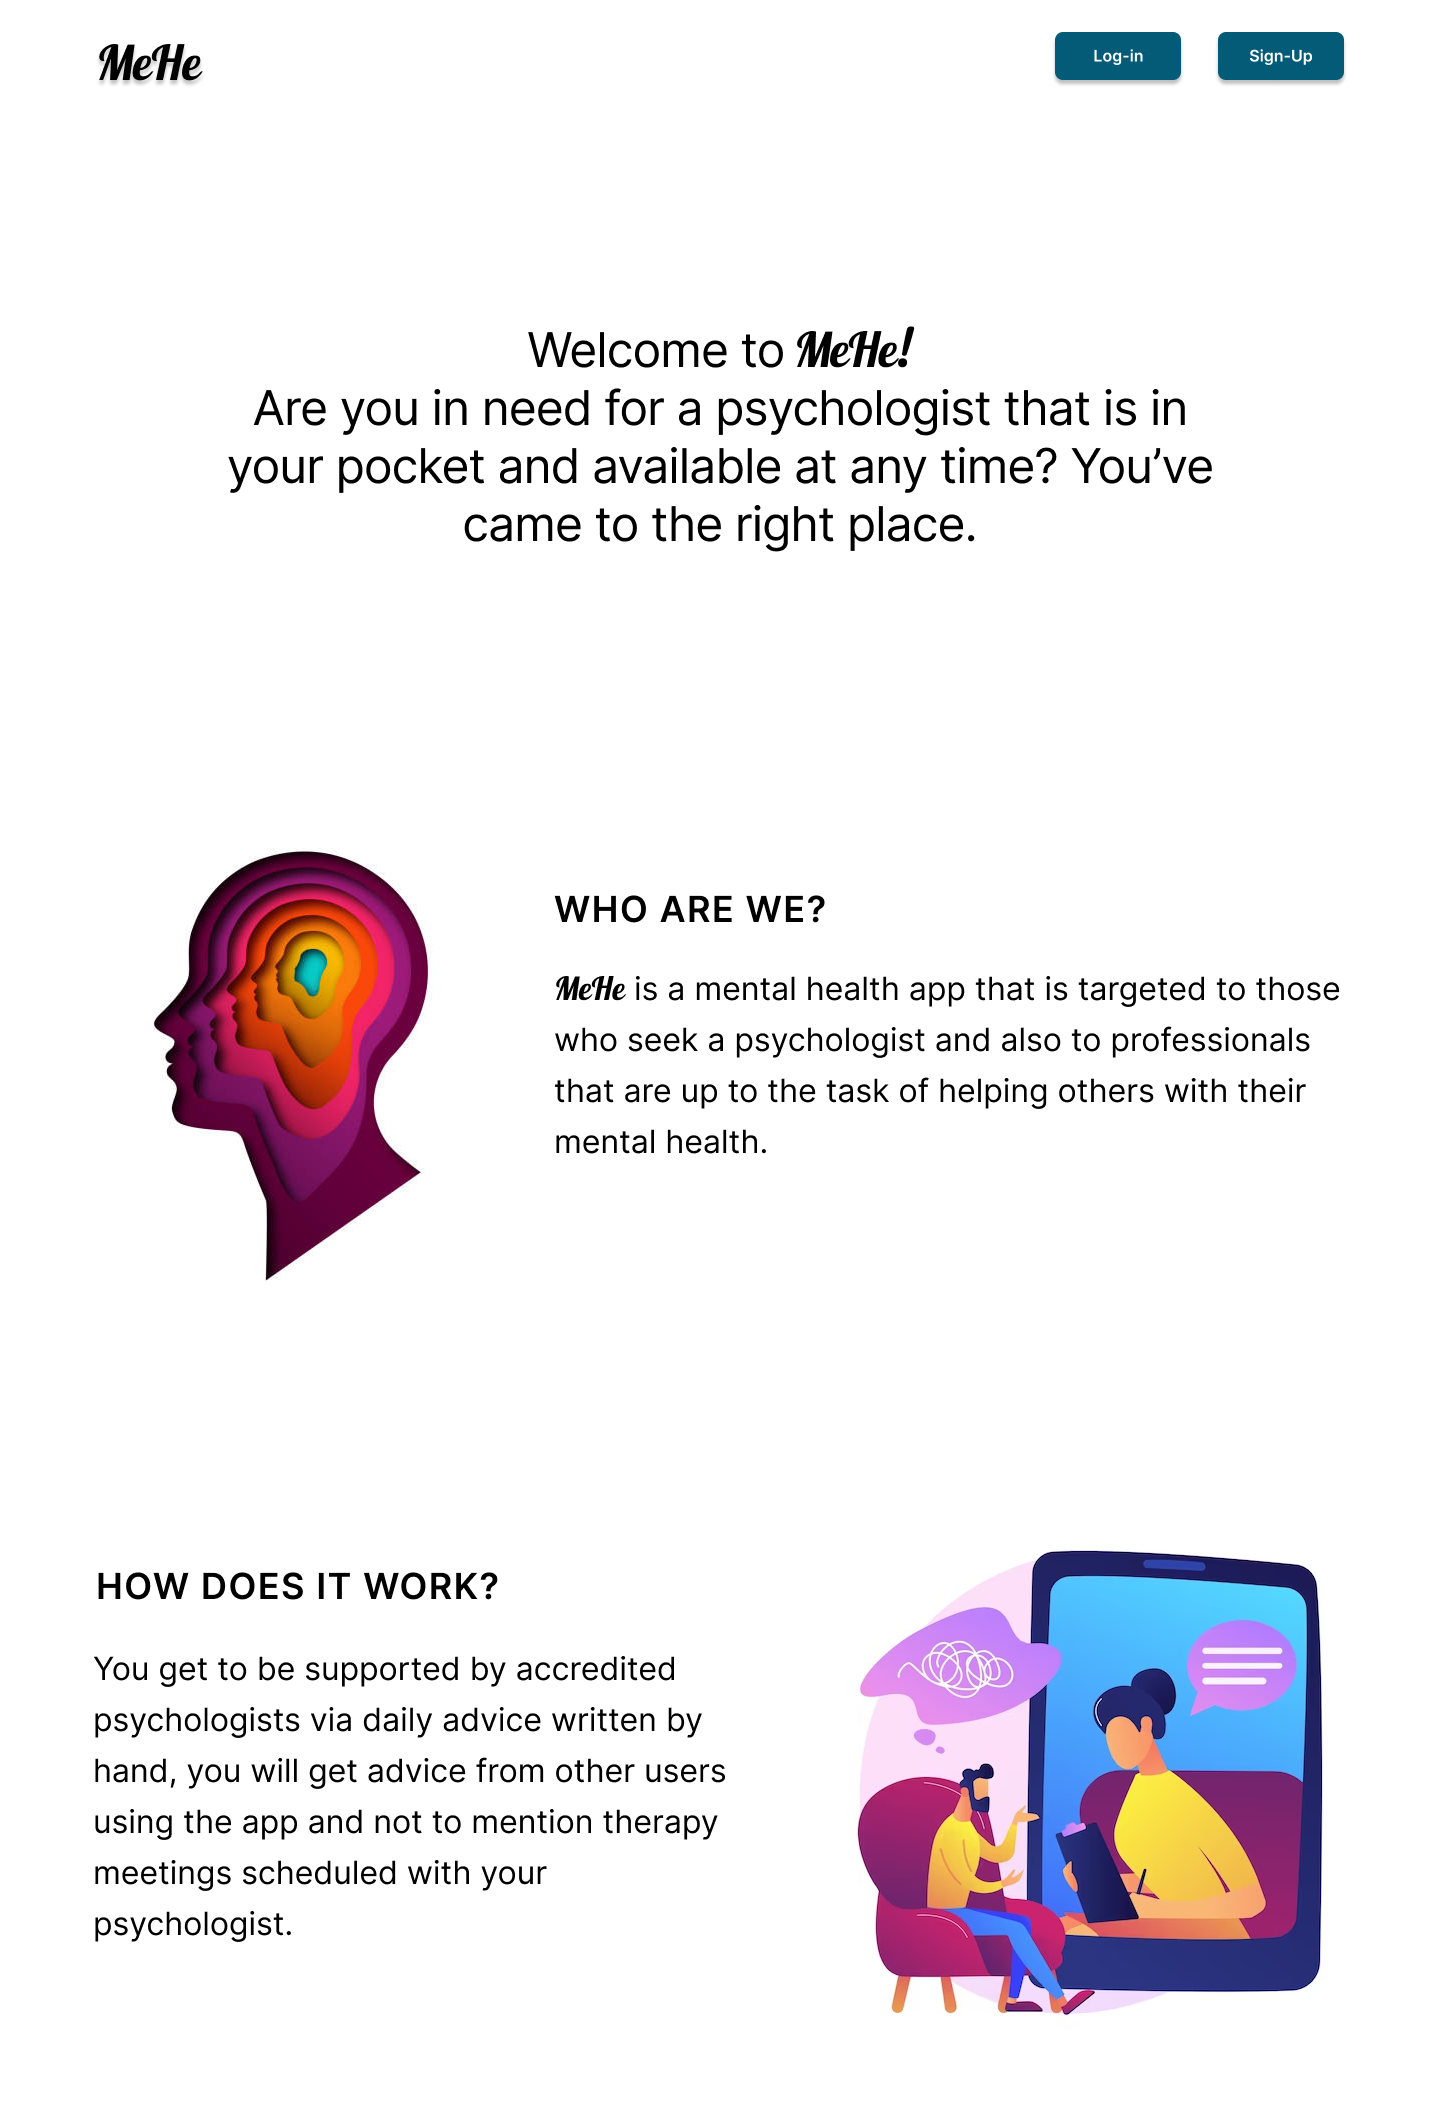 MeHe
Log-in
Sign-Up
Welcome to MeHe!
Are you in need for a psychologist that is in
your pocket and available at any time? You’ve
came to the right place.
WHO ARE WE?
MeHe is a mental health app that is targeted to those
who seek a psychologist and also to professionals
that are up to the task of helping others with their
mental health.
HOW DOES IT WORK?
You get to be supported by accredited
psychologists via daily advice written by
hand, you will get advice from other users
using the app and not to mention therapy
meetings scheduled with your
psychologist.